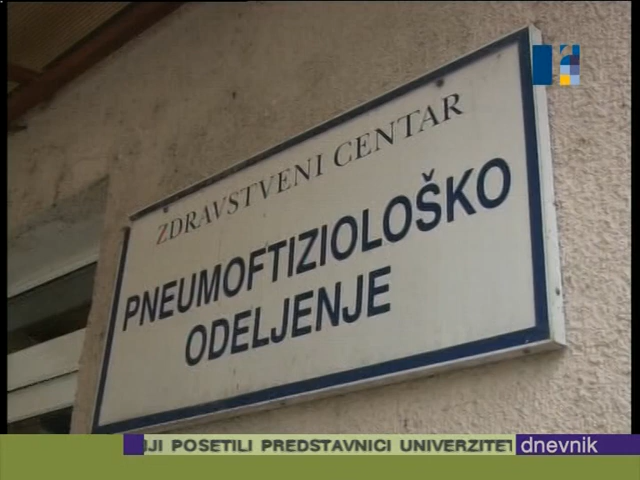 ZDRAVSTVENI CENTAR
PNEUMOFTIZIOLOŠKO
ODELJENJE
POSETILI PREDSTAVNICI
dnevnik